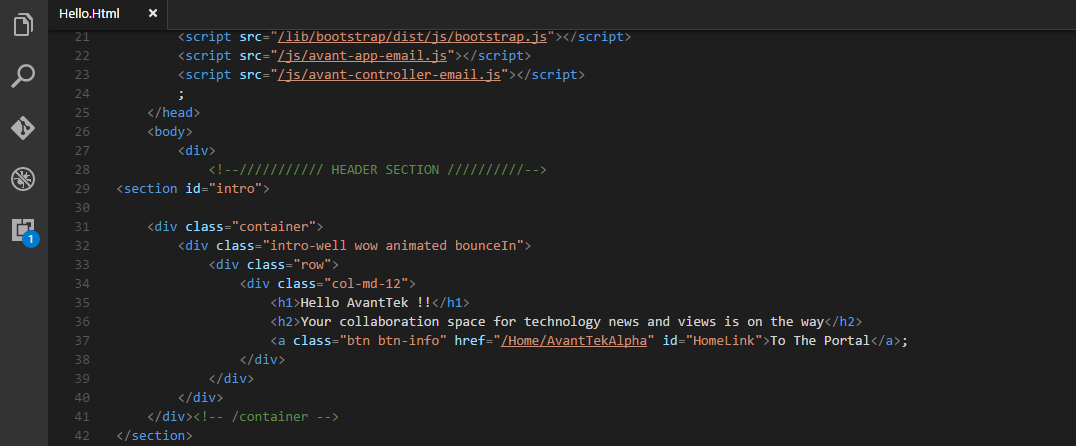 Hello.Html ×
21 <script src="/lib/bootstrap/dist/js/bootstrap.js"></script>
22 <script src="/js/avant-app-email.js"></script>
23 <script src="/js/avant-controller-email.js"></script>
24 ;
25 </head>
26 <body>
27 <div>
28 <!--/////////// HEADER SECTION //////////-->
29 <section id="intro">
30
31 <div class="container">
32 <div class="intro-well wow animated bounceIn">
33 <div class="row">
34 <div class="col-md-12">
35 <h1>Hello AvantTek !!</h1>
36 <h2>Your collaboration space for technology news and views is on the way</h2>
37 <a class="btn btn-info" href="/Home/AvantTekAlpha" id="HomeLink">To The Portal</a>;
38 </div>
39 </div>
40 </div>
41 </div><!-- /container -->
42 </section>
1